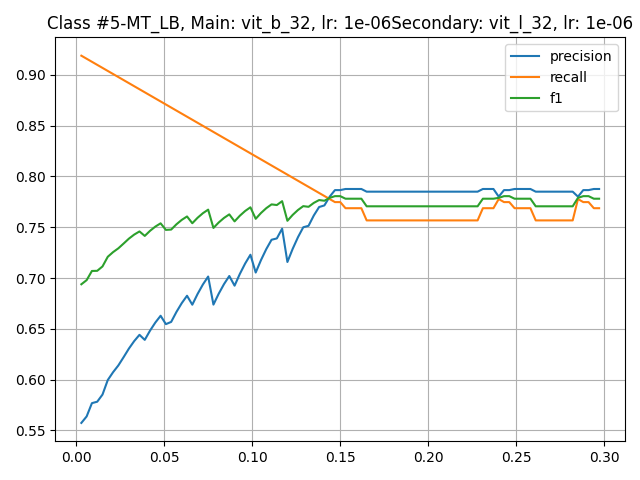 Class #5-MT_LB, Main: vit_b_32, lr: 1e-06Secondary: vit_l_32, lr: 1e-06
precision
recall
f1
0.90
0.85
0.80
0.75
0.70
0.65
0.60
0.55
0.00 0.05 0.10 0.15 0.20 0.25 0.30